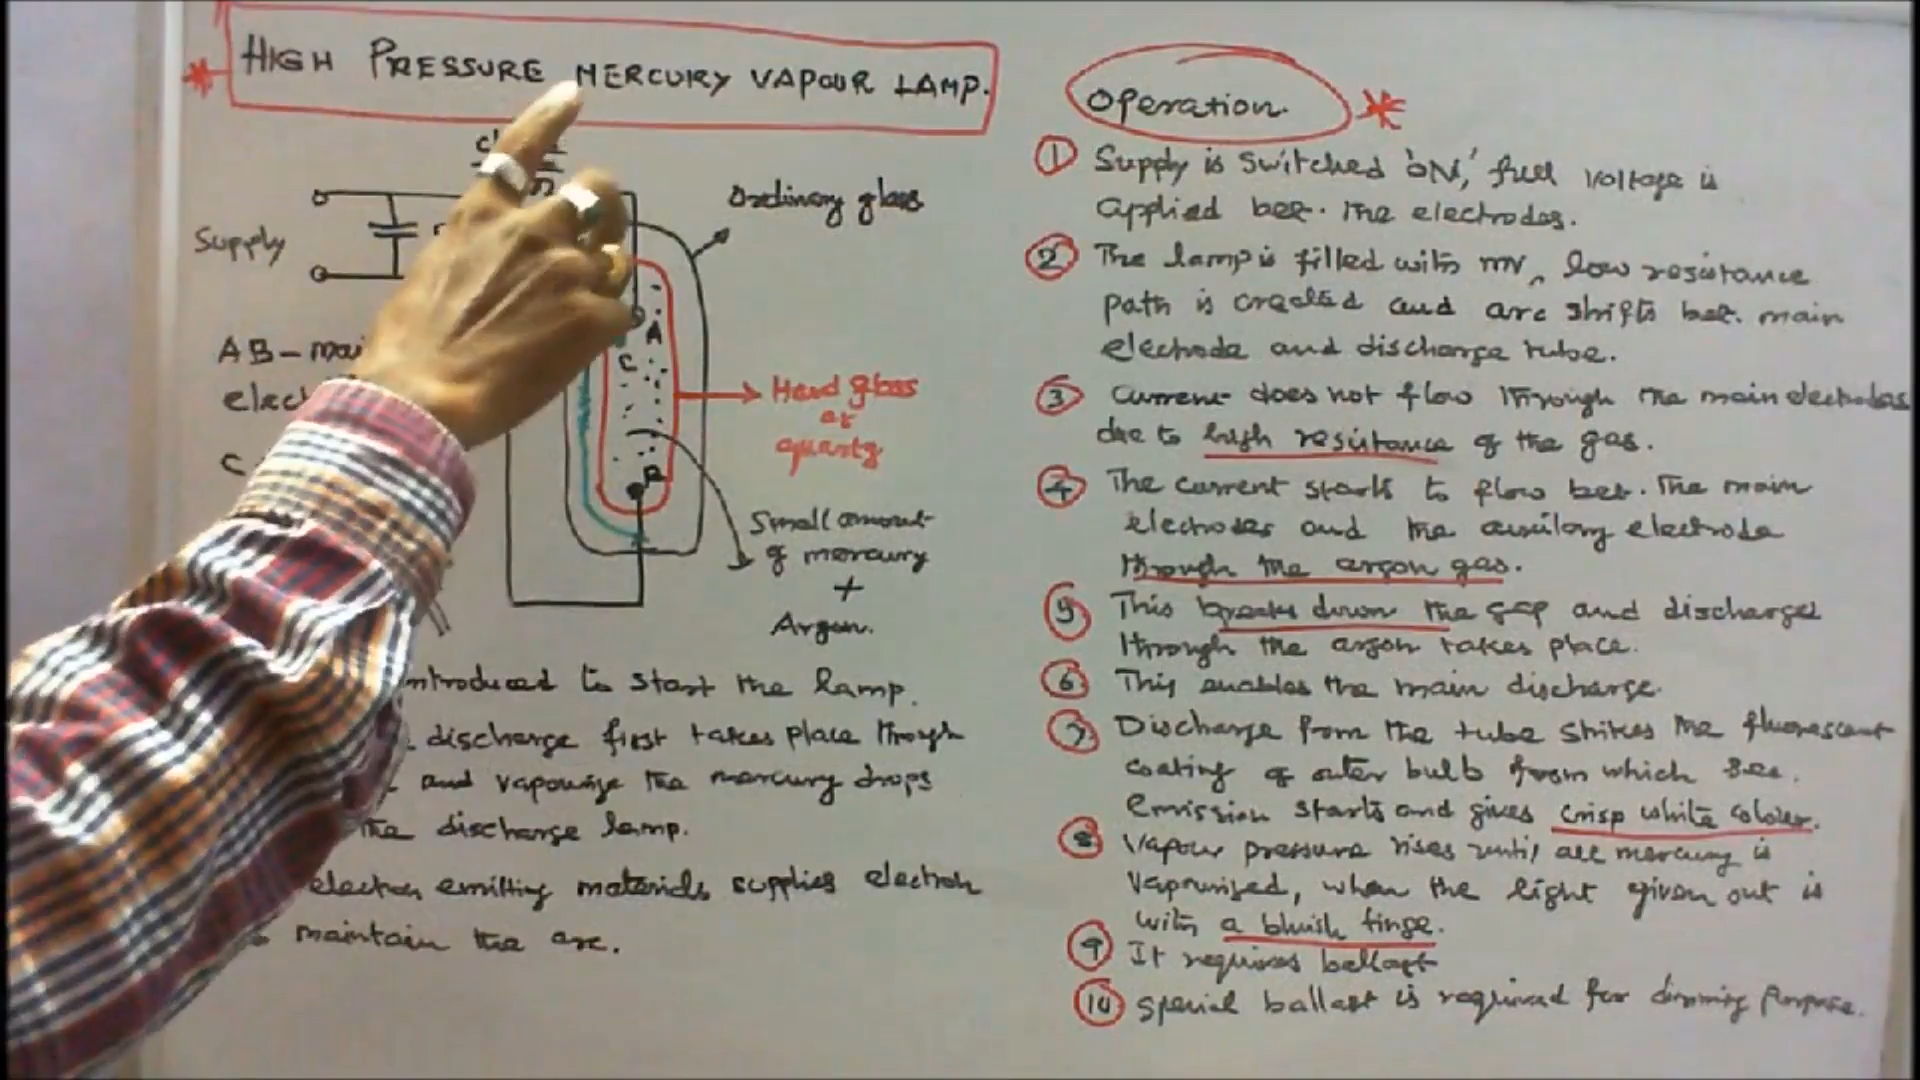 HIGH PRESSURE MERCURY VAPOUR LAMP.
Supply
Ordinary glass
A
C
B
AB-mai
elect
C
Hard glass
or
quartz
Small amount
of mercury
+
Argon.
ntroduced to start the lamp.
discharge first takes place through
and vapourize the mercury drops
the discharge lamp.
electron emitting materials supplies electron
maintain the arc.
Operation.
1 Supply is switched 'ON', full voltage is
applied bet. the electrodes.
2 The lamp is filled with mv, low resistance
path is created and arc shifts bet. main
electrode and discharge tube.
3 Current does not flow through the main electrodes
due to high resistance of the gas.
4 The current starts to flow bet. The main
electrodes and the auxilary electrode
through the argon gas.
5 This breaks down the gap and discharges
through the argon takes place.
6 This enables the main discharge.
7 Discharge from the tube strikes the fluorescent
coating of outer bulb from which sec.
emission starts and gives crisp white colour.
8 Vapour pressure rises until all mercury is
vapourised, when the light given out is
with a bluish tinge.
9 It requires ballast
10 special ballast is required for dimming purpose.